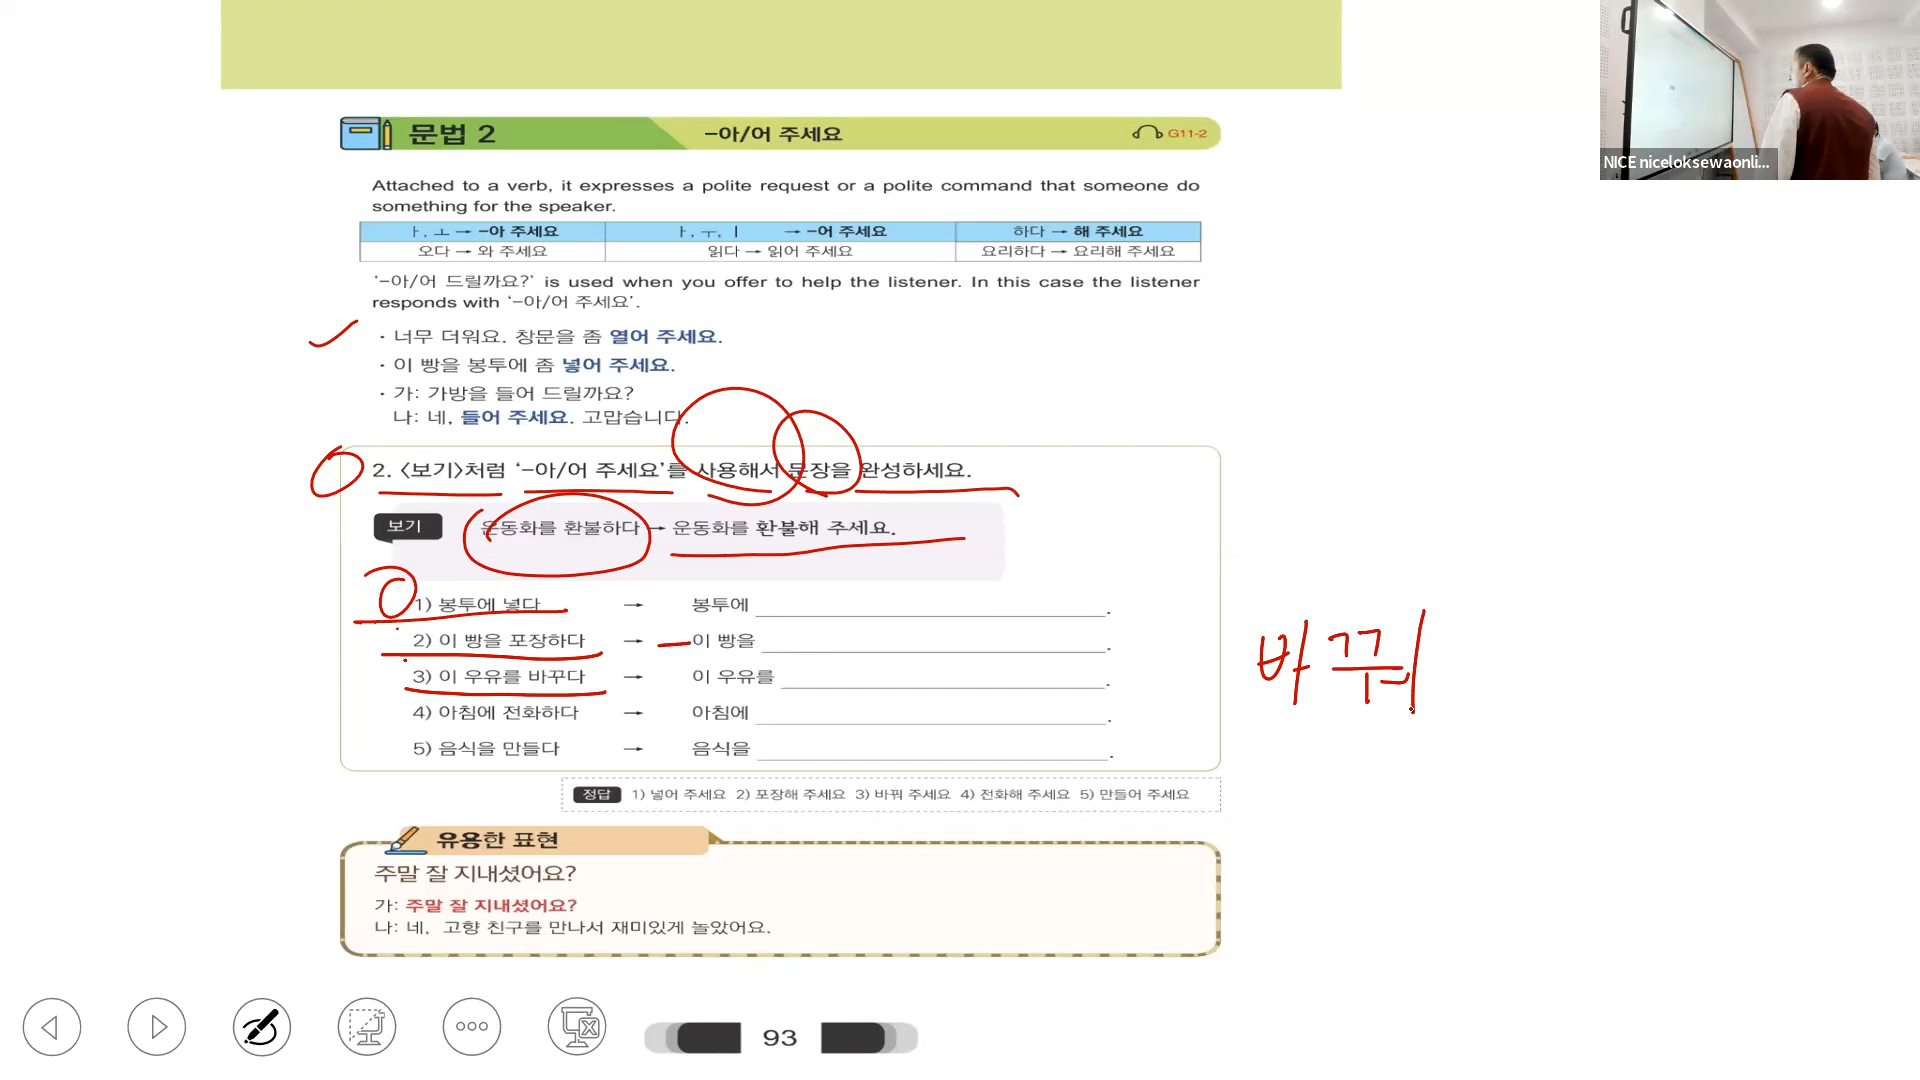 NICE niceloksewaonli...
문법 2 -아/어 주세요 G11-2
Attached to a verb, it expresses a polite request or a polite command that someone do
something for the speaker.
ㅏ, ㅗ → -아 주세요 ㅓ, ㅜ, ㅣ → -어 주세요 하다 → 해 주세요
오다 → 와 주세요 읽다 → 읽어 주세요 요리하다 → 요리해 주세요
‘-아/어 드릴까요?’ is used when you offer to help the listener. In this case the listener
responds with ‘-아/어 주세요’.
· 너무 더워요. 창문을 좀 열어 주세요.
· 이 빵을 봉투에 좀 넣어 주세요.
· 가: 가방을 들어 드릴까요?
나: 네, 들어 주세요. 고맙습니다.
2. <보기>처럼 ‘-아/어 주세요’를 사용해서 문장을 완성하세요.
보기 운동화를 환불하다 → 운동화를 환불해 주세요.
1) 봉투에 넣다 → 봉투에 .
2) 이 빵을 포장하다 → 이 빵을 .
3) 이 우유를 바꾸다 → 이 우유를 .
4) 아침에 전화하다 → 아침에 .
5) 음식을 만들다 → 음식을 .
바꿔
정답 1) 넣어 주세요 2) 포장해 주세요 3) 바꿔 주세요 4) 전화해 주세요 5) 만들어 주세요
유용한 표현
주말 잘 지내셨어요?
가: 주말 잘 지내셨어요?
나: 네, 고향 친구를 만나서 재미있게 놀았어요.
93